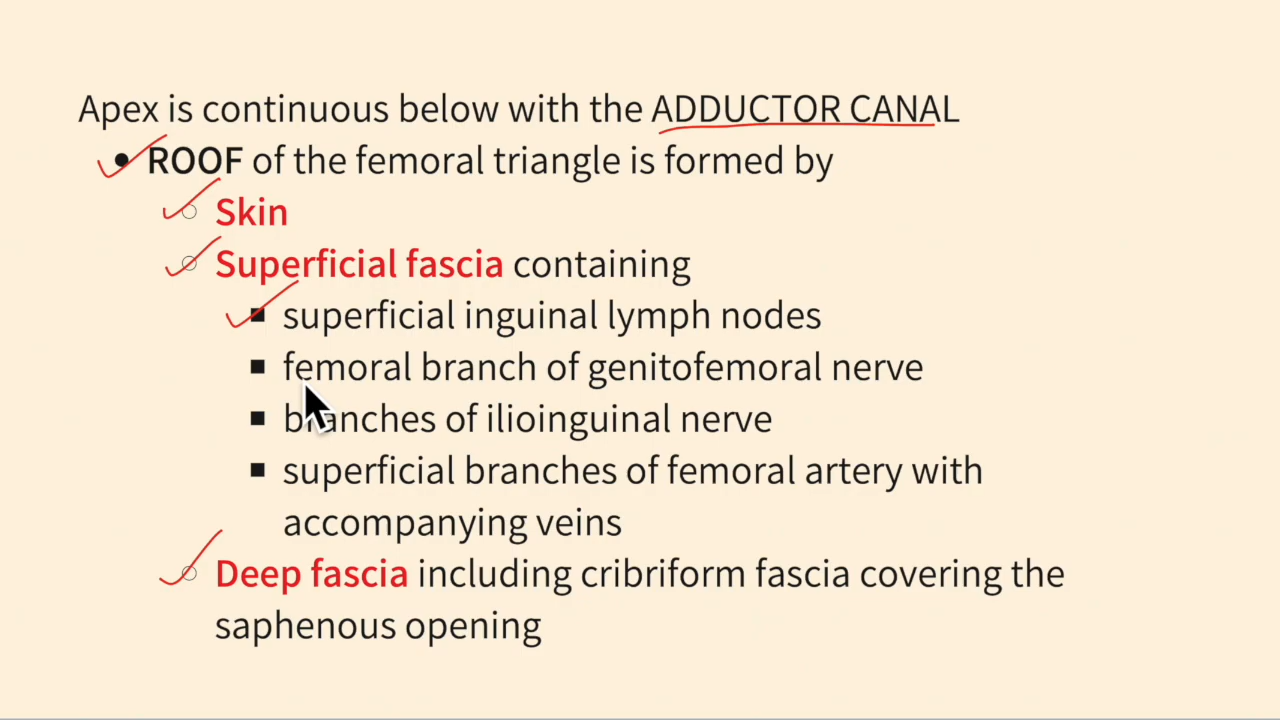 Apex is continuous below with the ADDUCTOR CANAL
• ROOF of the femoral triangle is formed by
○ Skin
○ Superficial fascia containing
■ superficial inguinal lymph nodes
■ femoral branch of genitofemoral nerve
■ branches of ilioinguinal nerve
■ superficial branches of femoral artery with
accompanying veins
○ Deep fascia including cribriform fascia covering the
saphenous opening